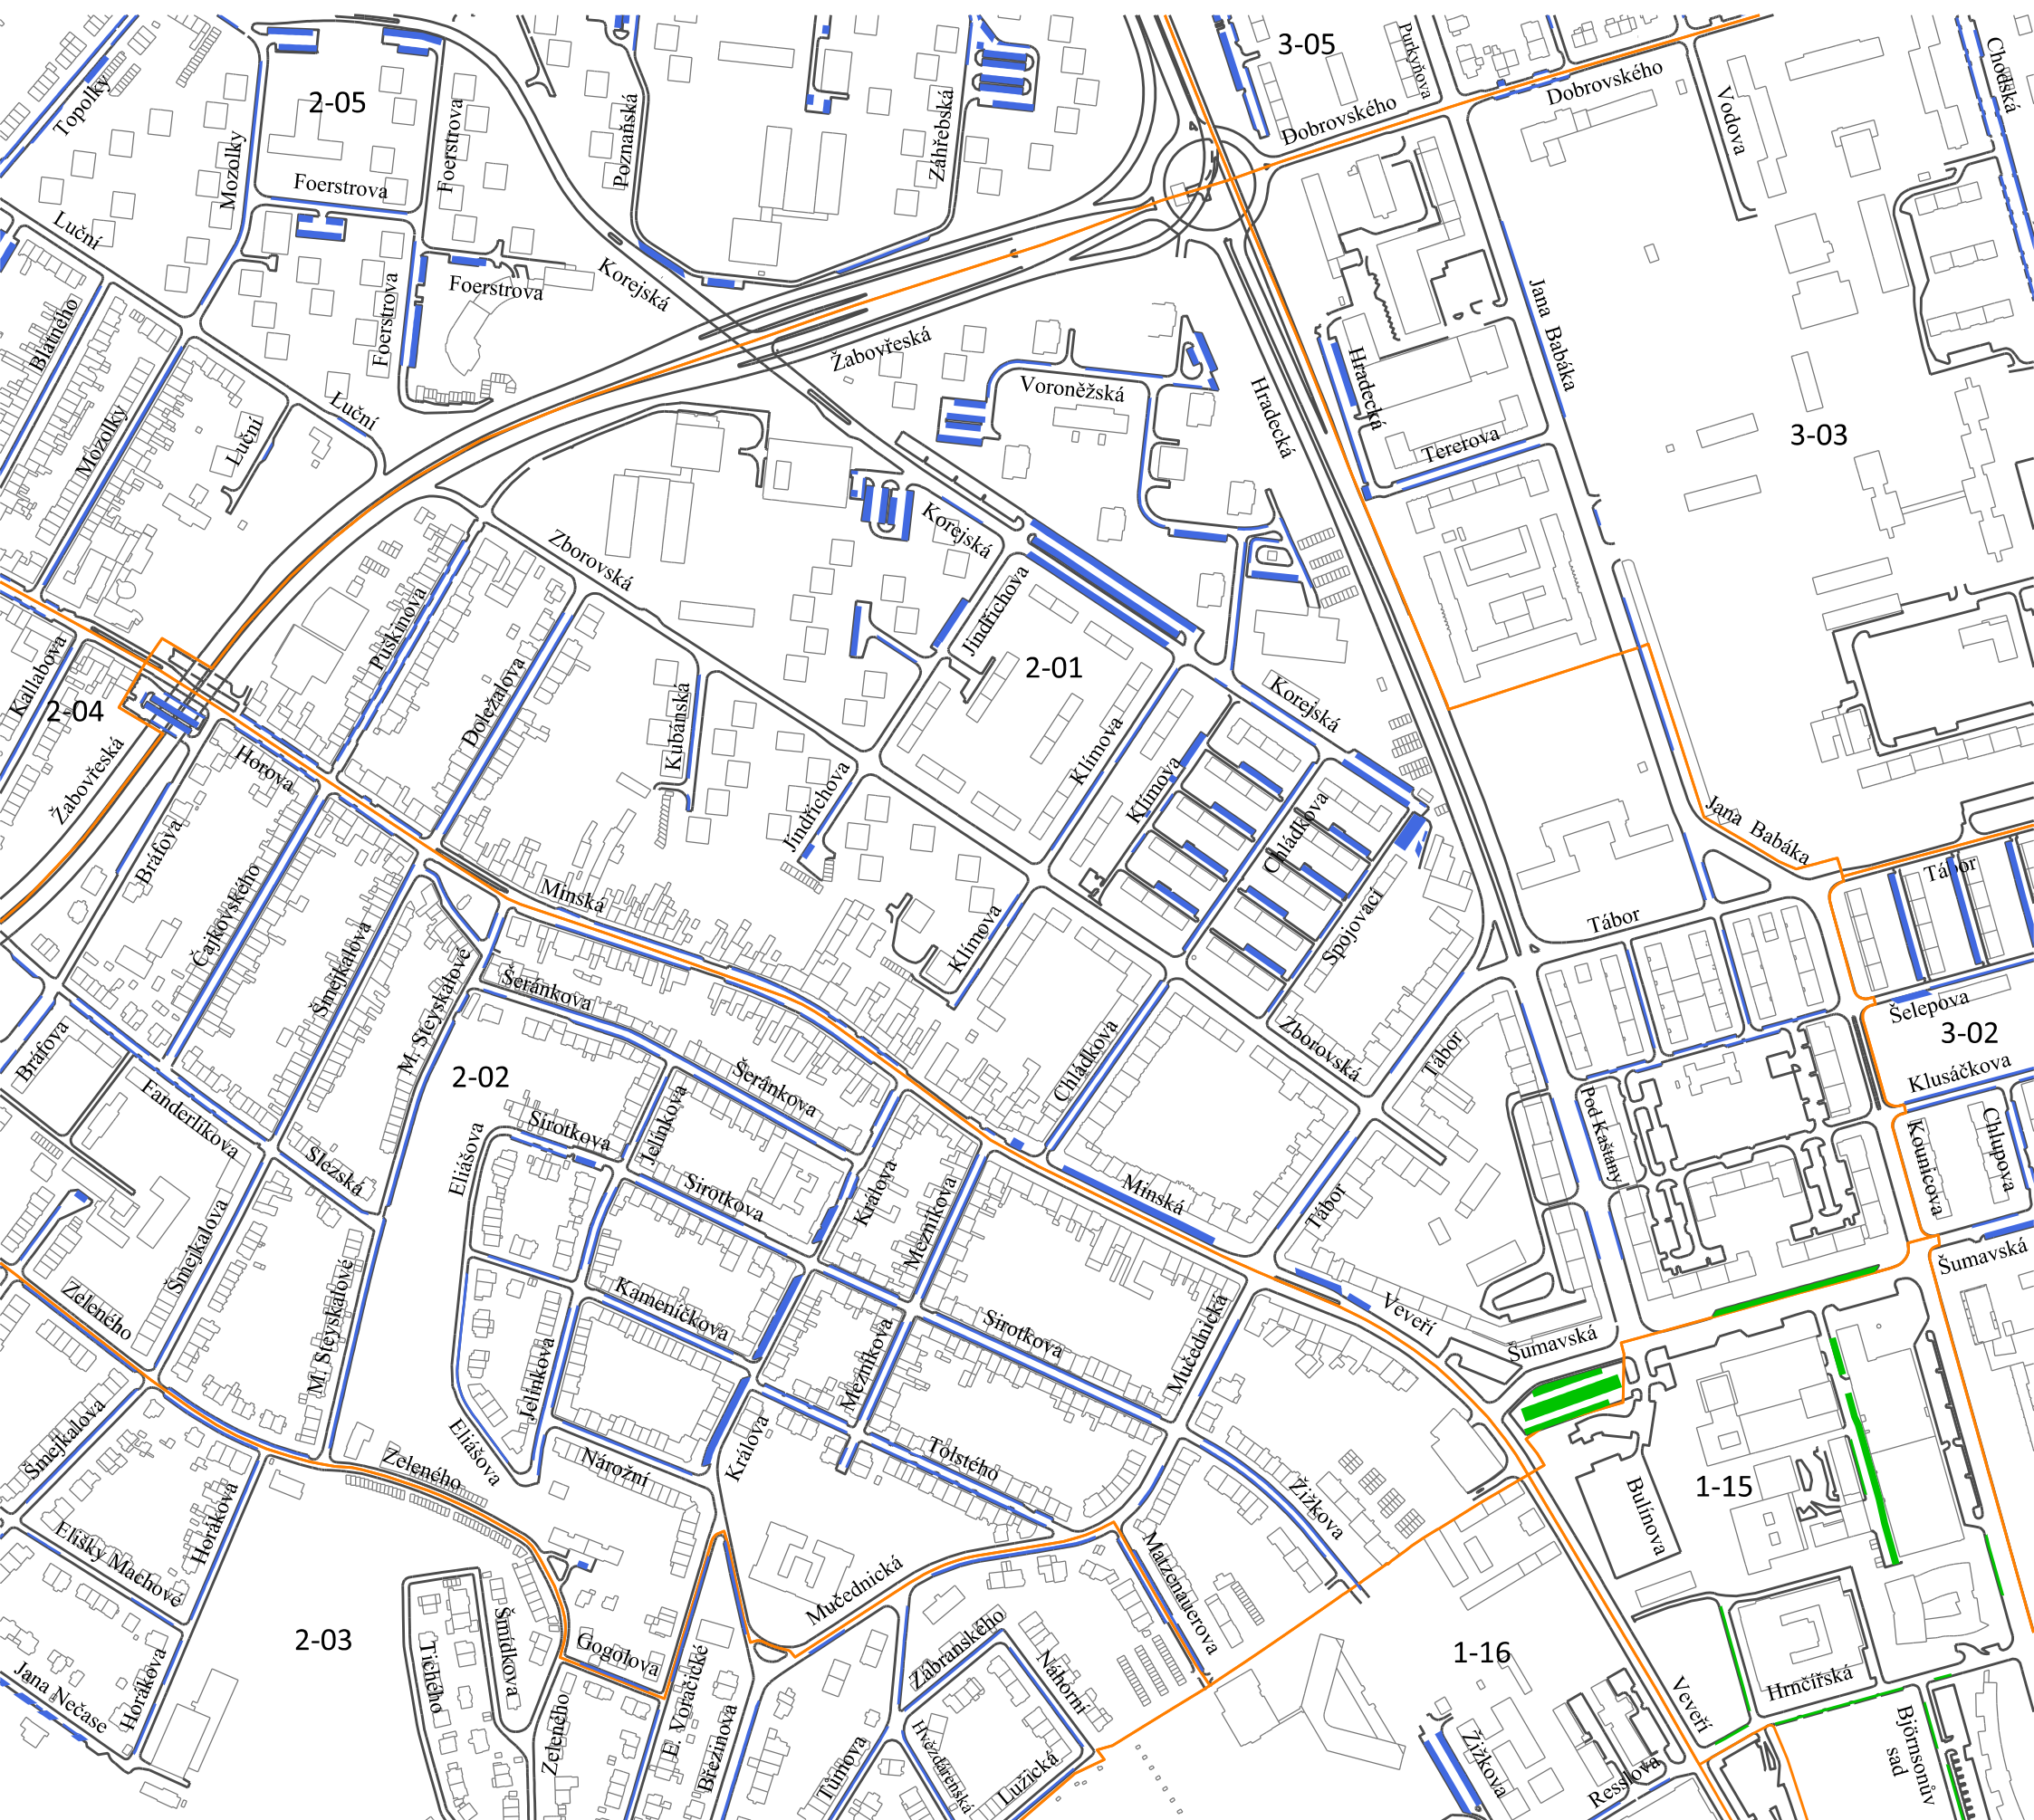 3-05
Purkyňova
Dobrovského
Dobrovského
Chodská
Vodova
Topolky
2-05
Foerstrova
Mozolky
Foerstrova
Poznaňská
Záhřebská
Luční
Foerstrova
Foerstrova
Korejská
Žabovřeská
Voroněžská
Hradecká
Hradecká
Jana Babáka
Tererova
3-03
Blatného
Mozolky
Luční
Luční
Korejská
Zborovská
Jindřichova
Puškinova
Kallabova
2-04
Žabovřeská
Doležalova
Kubánská
2-01
Korejská
Klímova
Klímova
Chládkova
Horova
Jindřichova
Jana Babáka
Tábor
Bráfova
Čajkovského
Šmejkalova
Minská
Klímova
Spojovací
Tábor
Šelepova
3-02
Klusáčkova
M. Steyskalové
Šeránkova
Šeránkova
Chládkova
Zborovská
Tábor
Pod Kaštany
Kounicova
Chlupova
Bráfova
Fanderlíkova
2-02
Sirotkova
Jelínkova
Eliášova
Slezská
Sirotkova
Králova
Mezníkova
Minská
Tábor
Šumavská
Šmejkalova
Zeleného
M. Steyskalové
Kameníčkova
Sirotkova
Mučednická
Veveří
Šumavská
Jelínkova
Mezníkova
Šmejkalova
Eliášova
Zeleného
Nárožní
Králova
Tolstého
Žižkova
Bulínova
1-15
Horákova
Elišky Machové
Mučednická
Matzenauerova
2-03
Šmídkova
Tichého
Gogolova
Zábranského
Náhorní
1-16
Hrnčířská
Veveří
Jana Nečase
Horákova
Zeleného
E. Voračické
Březinova
Tůmova
Hvězdárenská
Lužická
Žižkova
Resslova
Björnsonův
sad